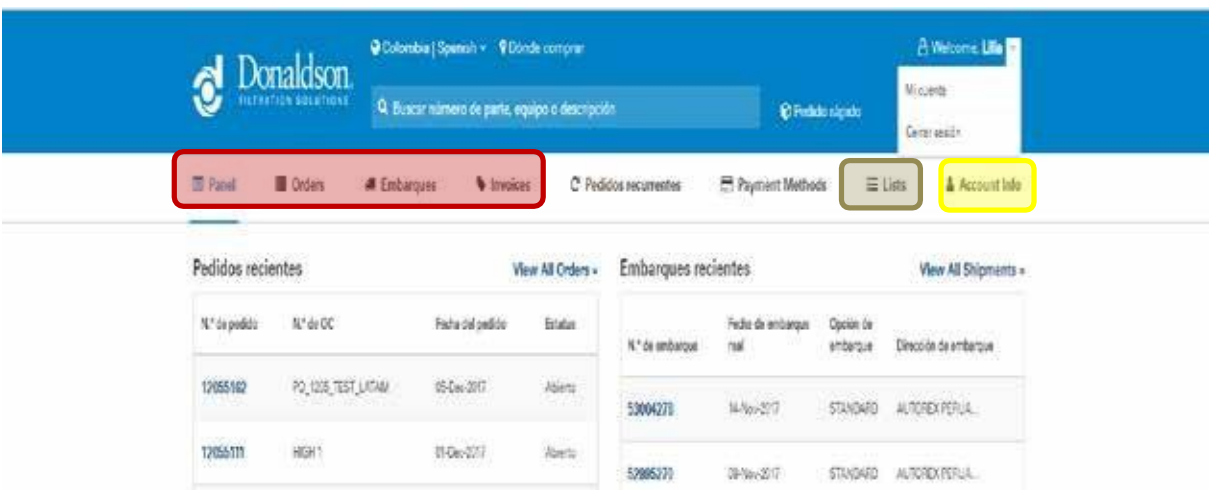 Colombia | Spanish
Dónde comprar
Welcome, Lilia
Donaldson.
FILTRATION SOLUTIONS
Buscar número de parte, equipo o descripción
Pedido rápido
Mi cuenta
Cerrar sesión
Panel
Orders
Embarques
Invoices
Pedidos recurrentes
Payment Methods
Lists
Account Info
Pedidos recientes
View All Orders »
N.° de pedido N.° de OC Fecha del pedido Estatus
12055162 PO_1205_TEST_LATAM 05-Dec-2017 Abierto
12055111 HIGH 1 01-Dec-2017 Abierto
Embarques recientes
View All Shipments »
N.° de embarque Fecha de embarque real Opción de embarque Dirección de embarque
53004270 14-Nov-2017 STANDARD AUTOREX PERUA...
52995270 09-Nov-2017 STANDARD AUTOREX PERUA...